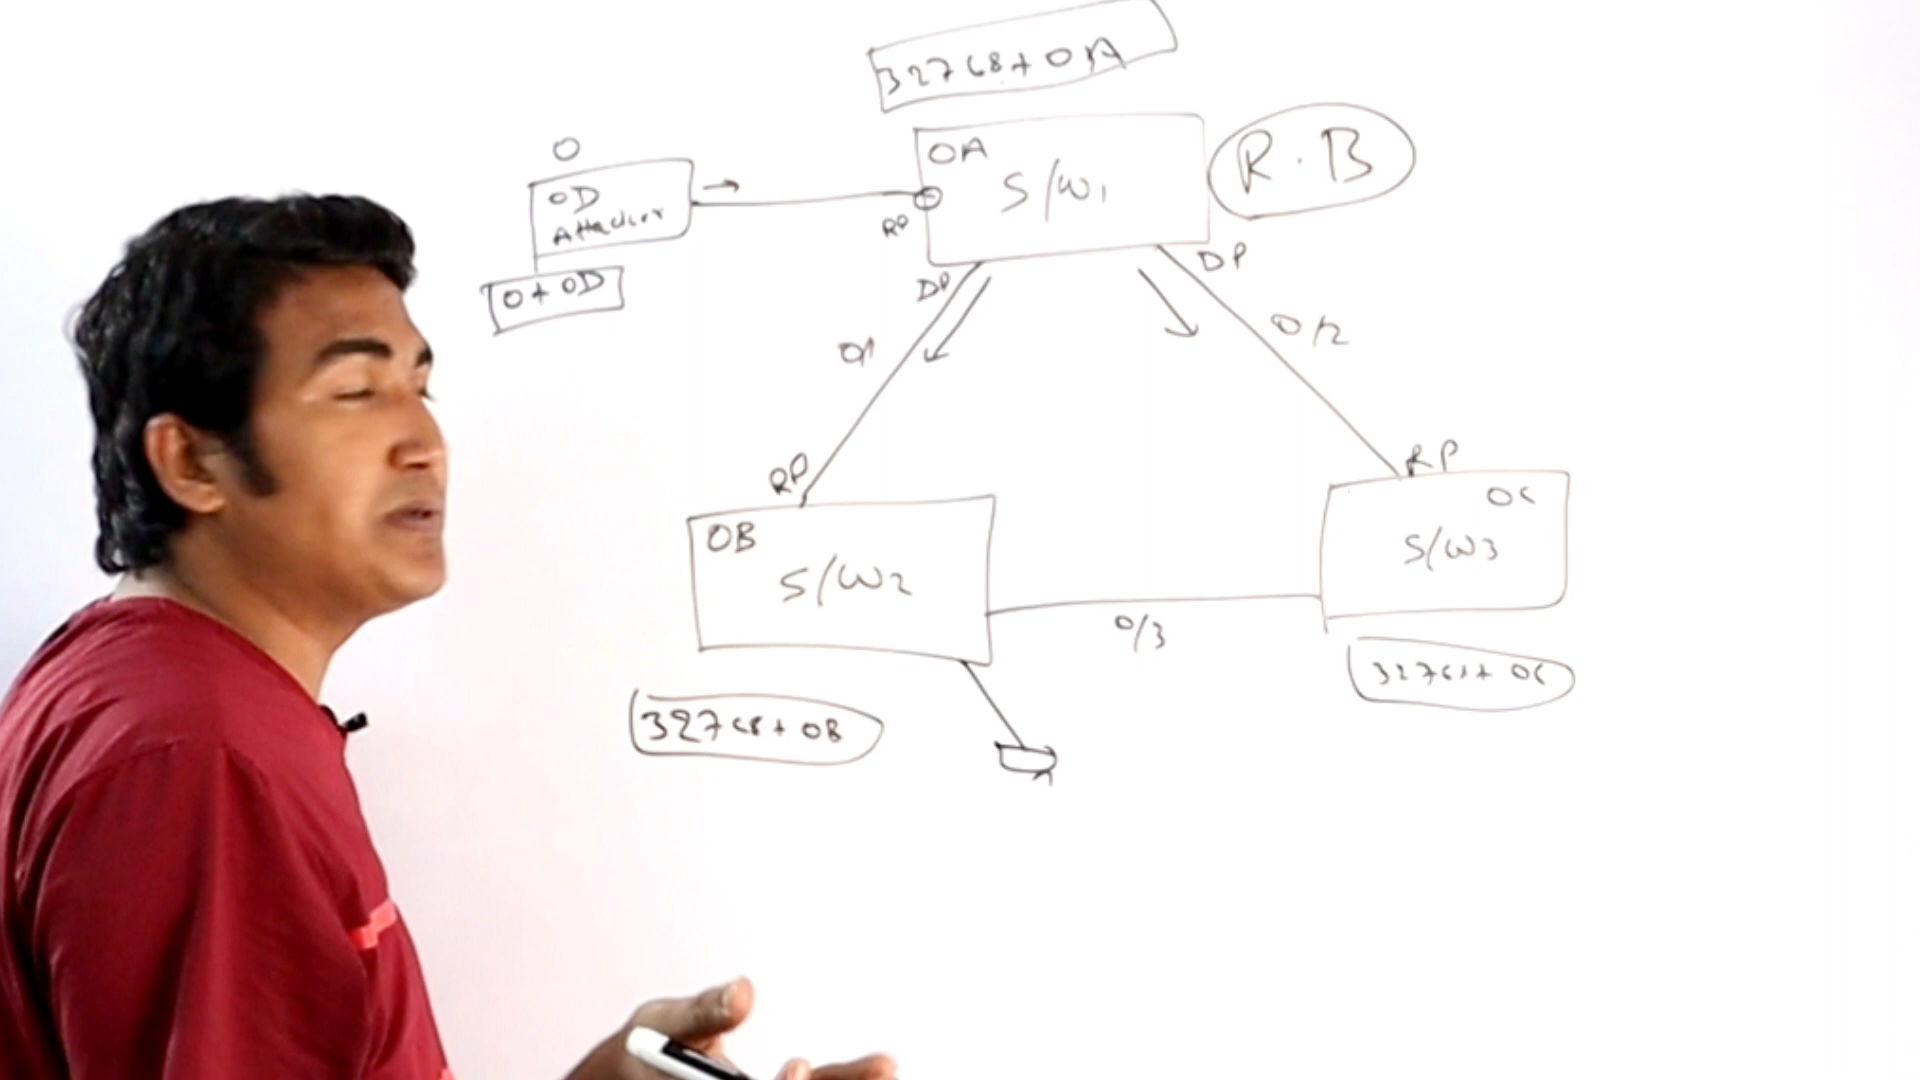 32768+0A
0A
S/W1
R.B
0
0D
Attacker
0+0D
RP
DP
DP
0/1
0/2
RP
RP
0B
S/W2
0C
S/W3
0/3
32768+0B
32768+0C